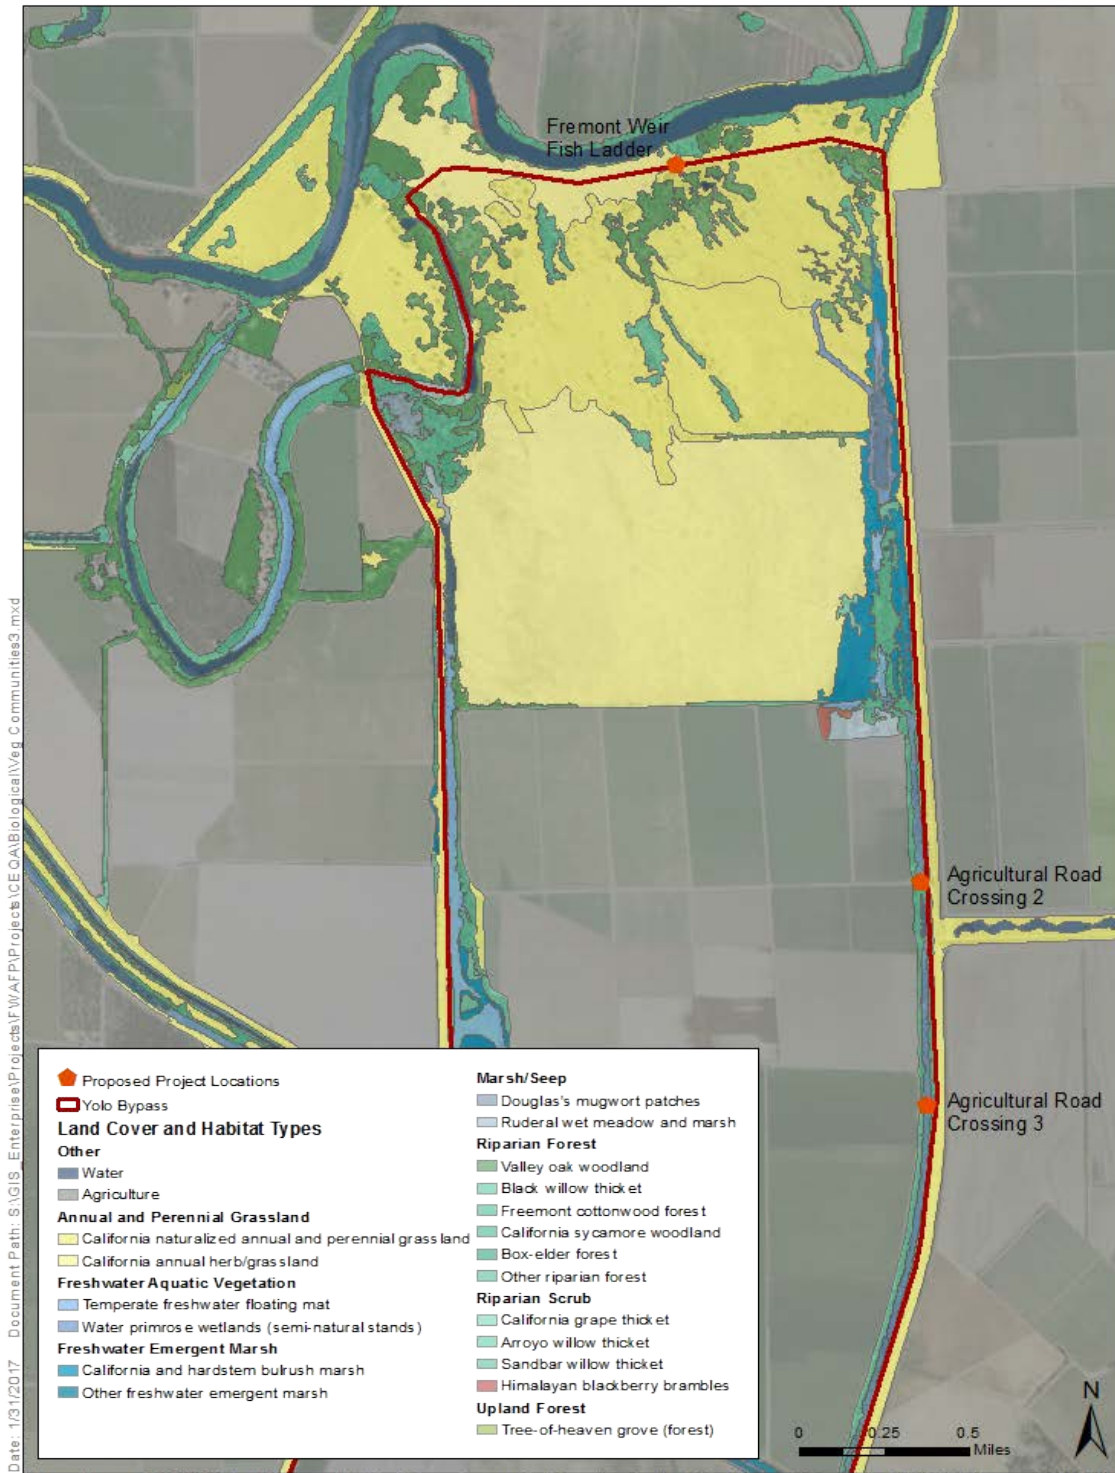 Fremont Weir
Fish Ladder
Agricultural Road
Crossing 2
Agricultural Road
Crossing 3
Proposed Project Locations
Yolo Bypass
Land Cover and Habitat Types
Other
Water
Agriculture
Annual and Perennial Grassland
California naturalized annual and perennial grassland
California annual herb/grassland
Freshwater Aquatic Vegetation
Temperate freshwater floating mat
Water primrose wetlands (semi-natural stands)
Freshwater Emergent Marsh
California and hardstem bulrush marsh
Other freshwater emergent marsh
Marsh/Seep
Douglas's mugwort patches
Ruderal wet meadow and marsh
Riparian Forest
Valley oak woodland
Black willow thicket
Freemont cottonwood forest
California sycamore woodland
Box-elder forest
Other riparian forest
Riparian Scrub
California grape thicket
Arroyo willow thicket
Sandbar willow thicket
Himalayan blackberry brambles
Upland Forest
Tree-of-heaven grove (forest)
N
0 0.25 0.5
Miles
Date: 1/31/2017 Document Path: S:\GIS_Enterprise\Projects\FWAFP\Projects\CEQA\Biological\Veg Communities3.mxd